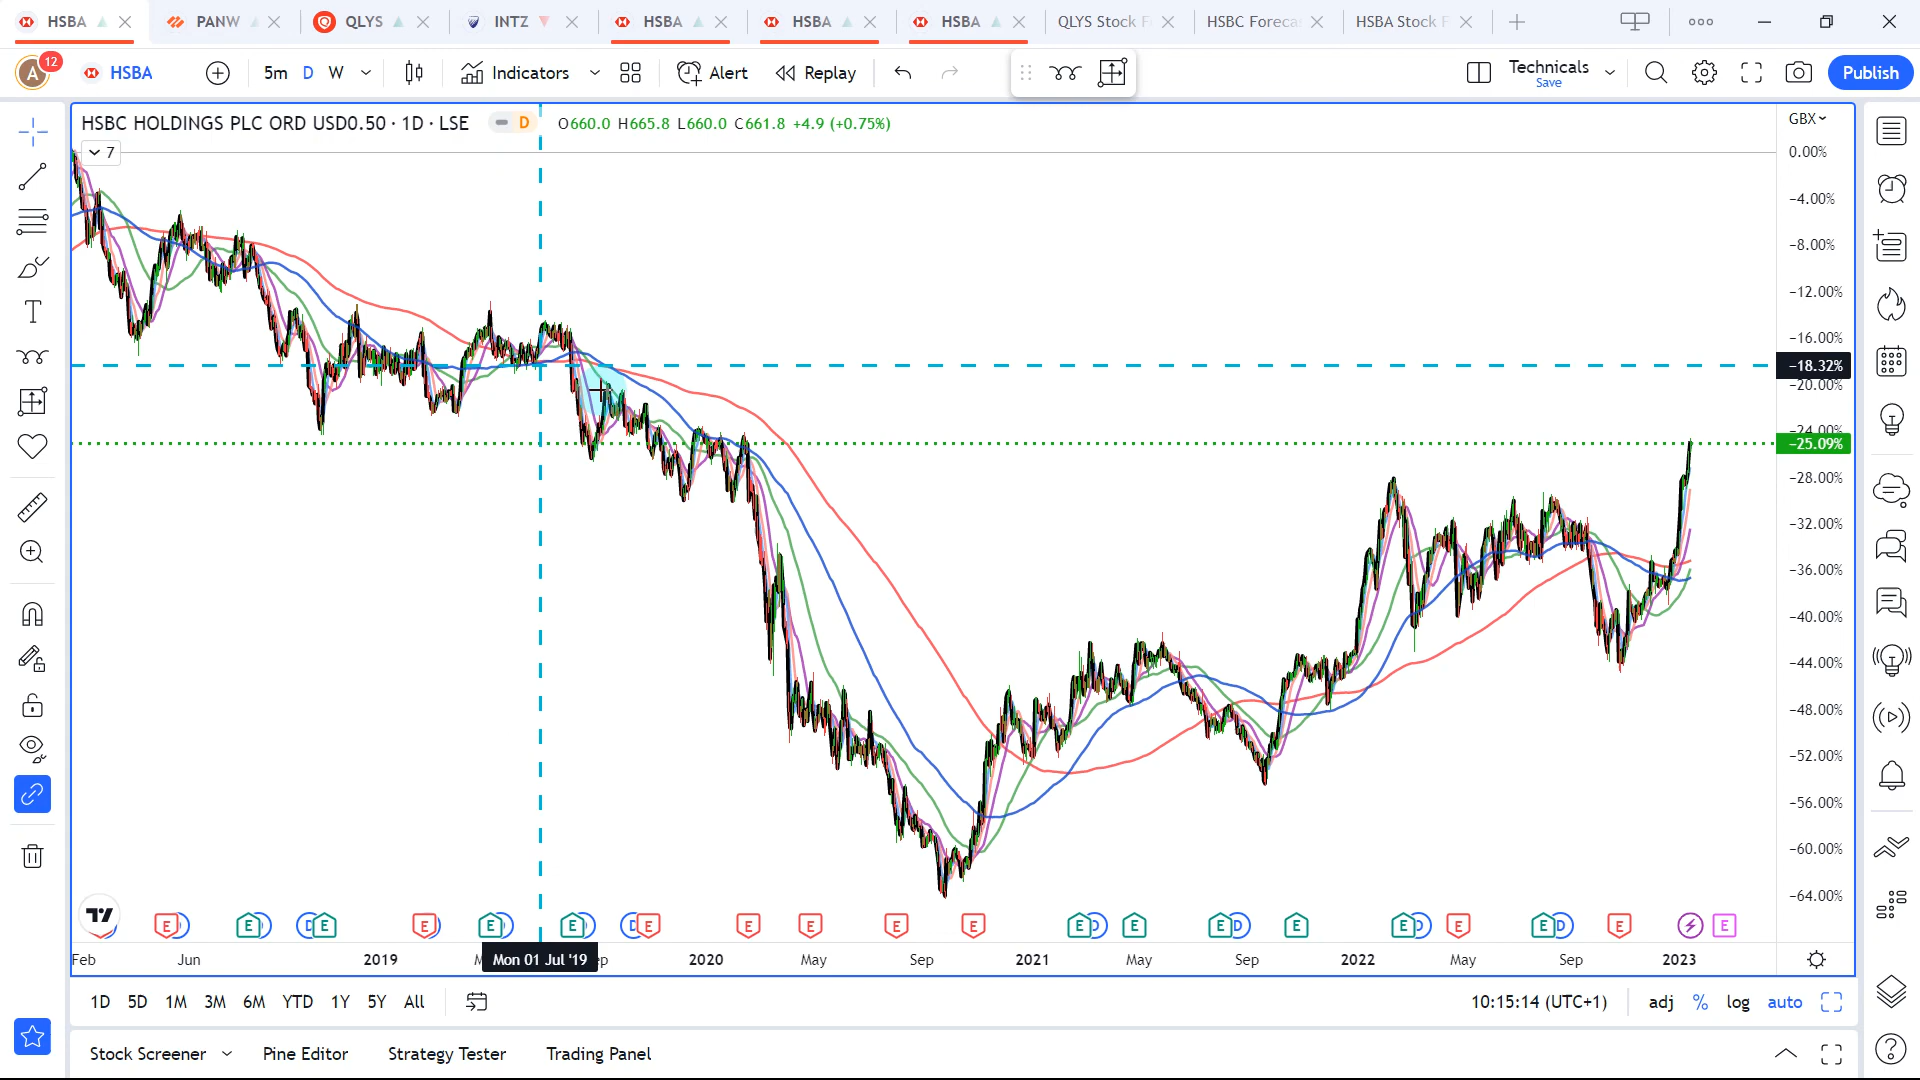 HSBA
PANW
QLYS
INTZ
HSBA
HSBA
HSBA
QLYS Stock F
HSBC Foreca
HSBA Stock F
A
12
HSBA
5m
D
W
Indicators
Alert
Replay
Technicals
Save
Publish
HSBC HOLDINGS PLC ORD USD0.50 · 1D · LSE
D
O660.0 H665.8 L660.0 C661.8 +4.9 (+0.75%)
7
GBX
0.00%
−4.00%
−8.00%
−12.00%
−16.00%
−18.32%
−20.00%
−24.00%
−25.09%
−28.00%
−32.00%
−36.00%
−40.00%
−44.00%
−48.00%
−52.00%
−56.00%
−60.00%
−64.00%
E E D D E E E D E D D E E E E E E D E E D E E D E E D E E
Feb
Jun
2019
Mon 01 Jul '19
2020
May
Sep
2021
May
Sep
2022
May
Sep
2023
1D
5D
1M
3M
6M
YTD
1Y
5Y
All
10:15:14 (UTC+1)
adj
%
log
auto
Stock Screener
Pine Editor
Strategy Tester
Trading Panel